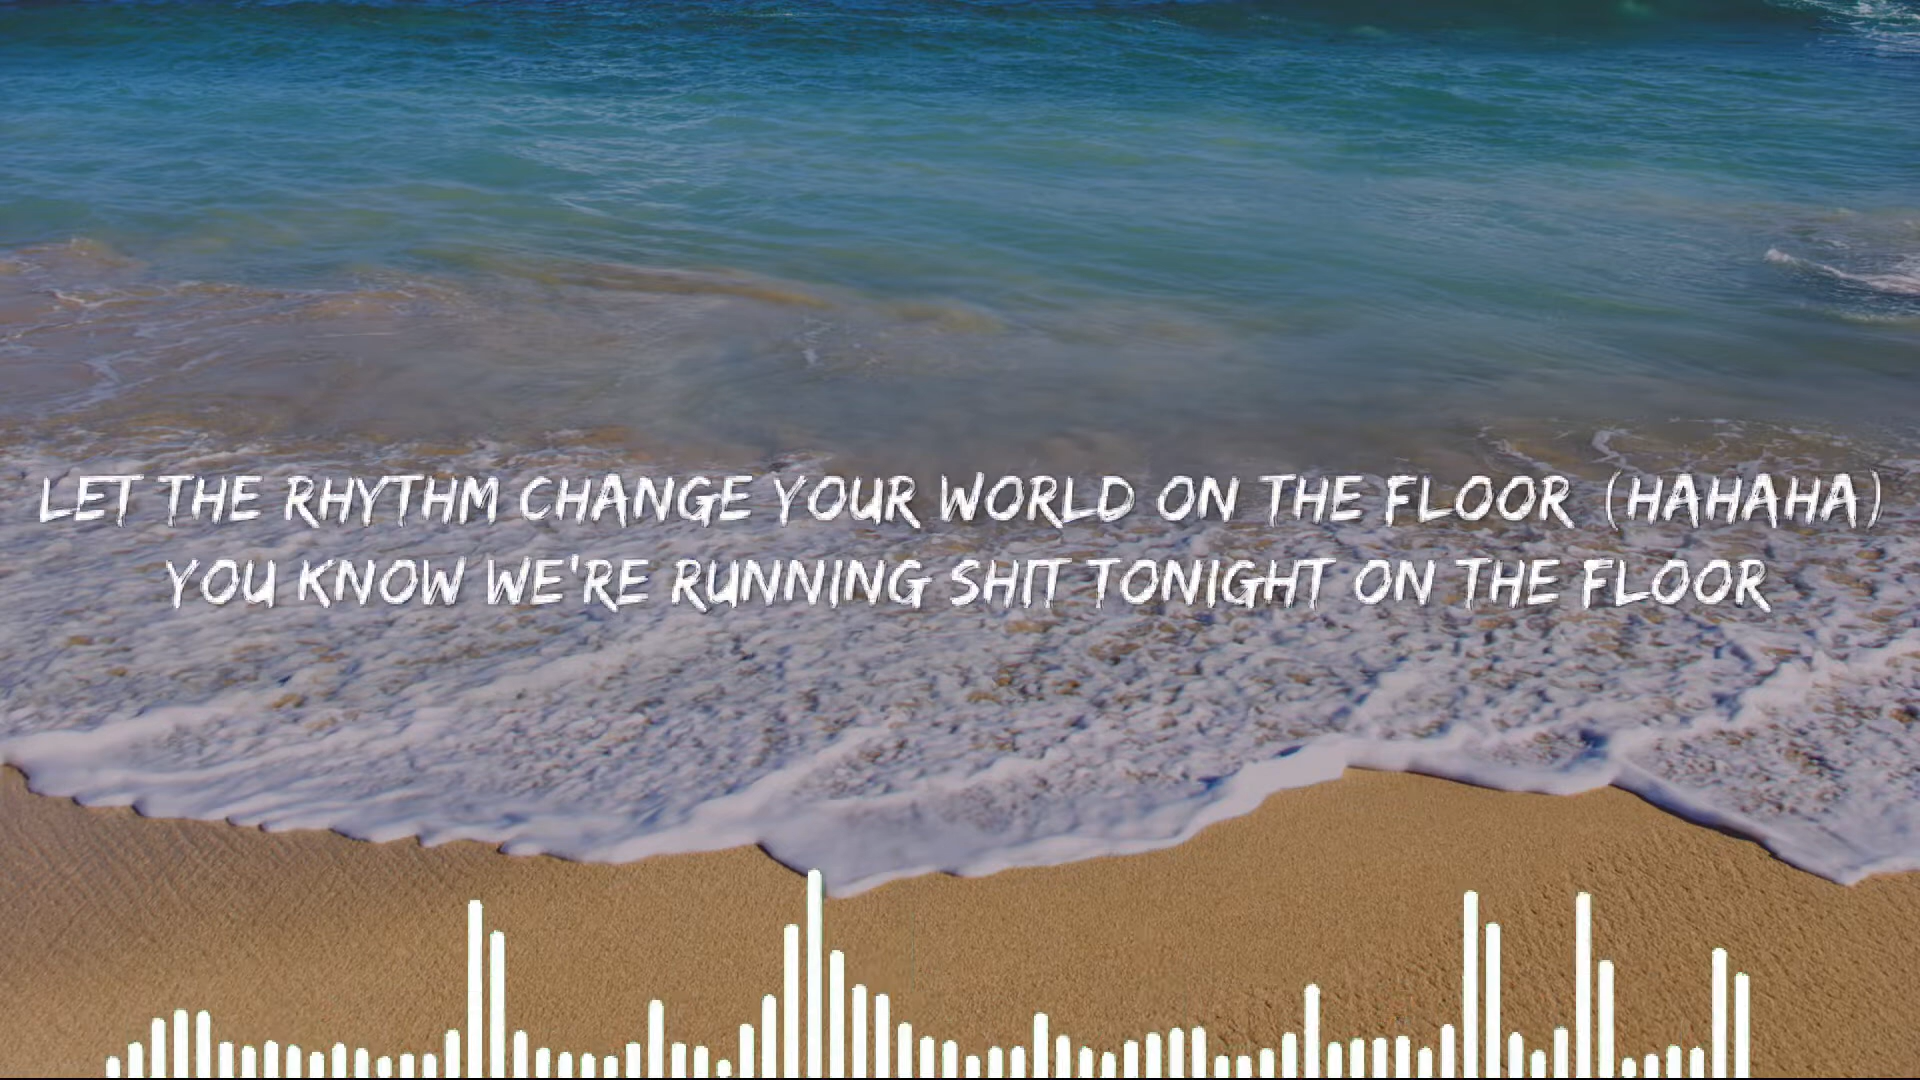 LET THE RHYTHM CHANGE YOUR WORLD ON THE FLOOR (HAHAHA)
YOU KNOW WE'RE RUNNING SHIT TONIGHT ON THE FLOOR